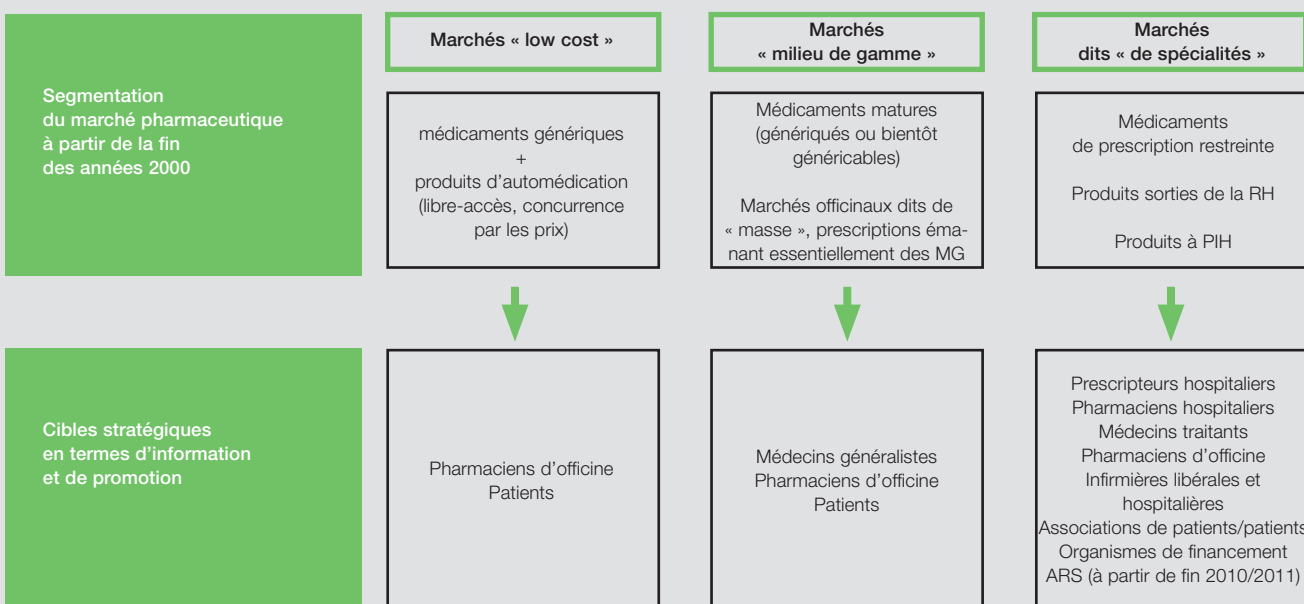 Marchés « low cost »
Marchés
« milieu de gamme »
Marchés
dits « de spécialités »
Segmentation
du marché pharmaceutique
à partir de la fin
des années 2000
médicaments génériques
+
produits d’automédication
(libre-accès, concurrence
par les prix)
Médicaments matures
(génériqués ou bientôt
généricables)
Marchés officinaux dits de
« masse », prescriptions éma-
nant essentiellement des MG
Médicaments
de prescription restreinte
Produits sorties de la RH
Produits à PIH
Cibles stratégiques
en termes d’information
et de promotion
Pharmaciens d’officine
Patients
Médecins généralistes
Pharmaciens d’officine
Patients
Prescripteurs hospitaliers
Pharmaciens hospitaliers
Médecins traitants
Pharmaciens d’officine
Infirmières libérales et
hospitalières
Associations de patients/patients
Organismes de financement
ARS (à partir de fin 2010/2011)